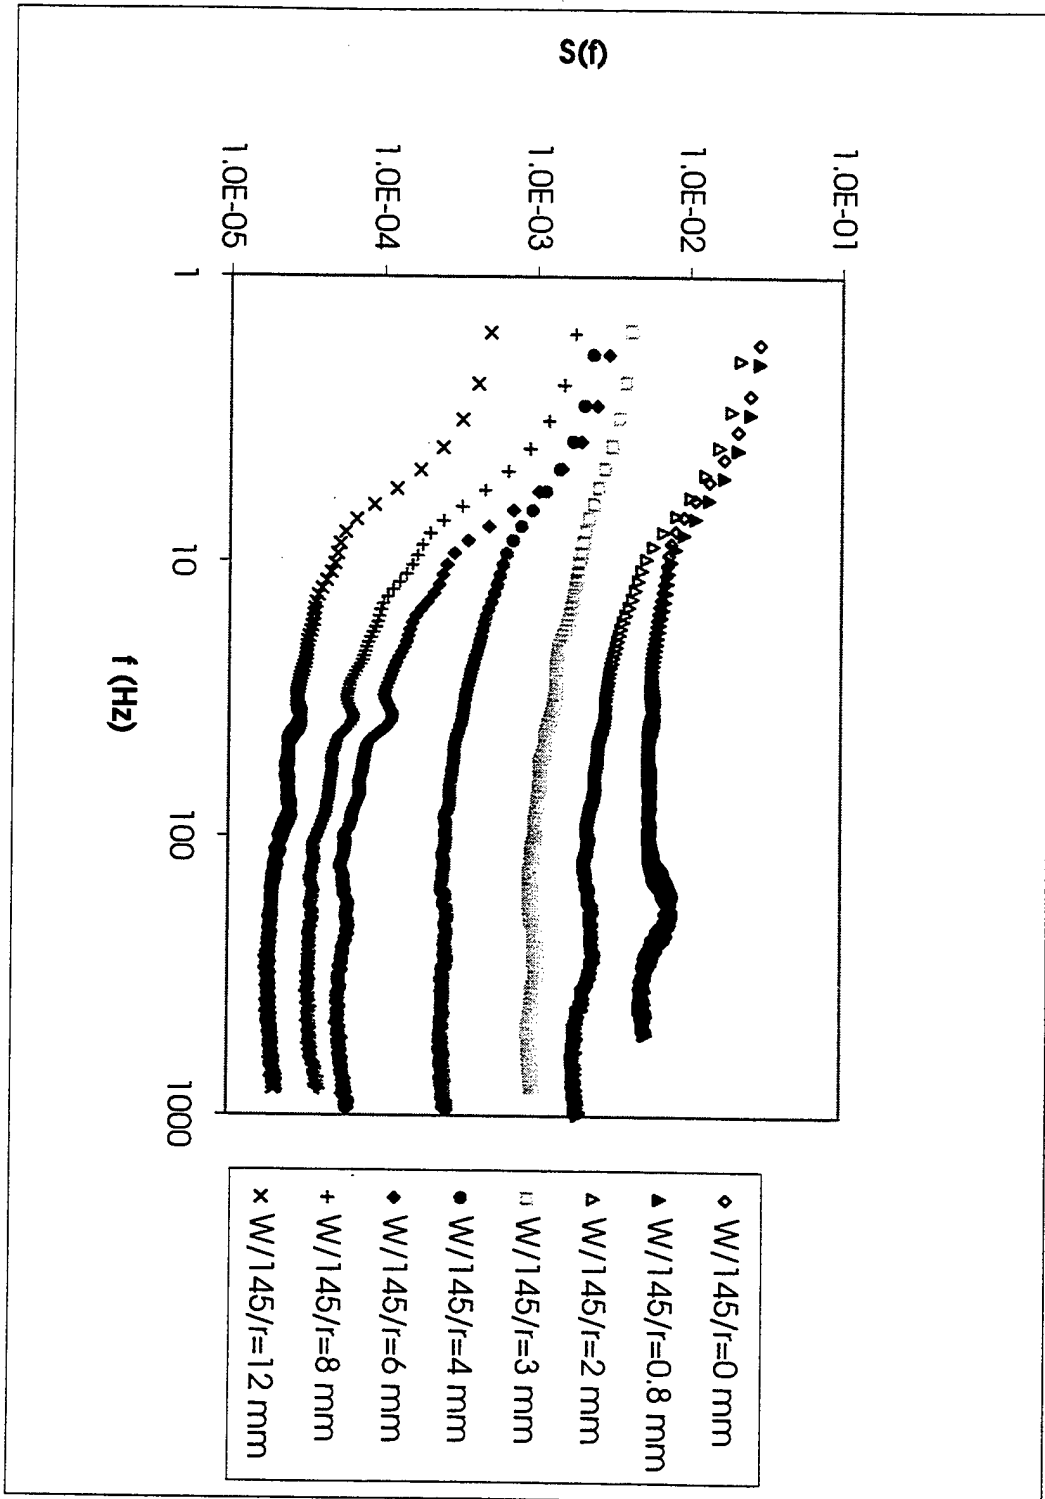 S(f)
1.0E-01
1.0E-02
1.0E-03
1.0E-04
1.0E-05
1
10
100
1000
f (Hz)
W/145/r=0 mm
W/145/r=0.8 mm
W/145/r=2 mm
W/145/r=3 mm
W/145/r=4 mm
W/145/r=6 mm
W/145/r=8 mm
W/145/r=12 mm